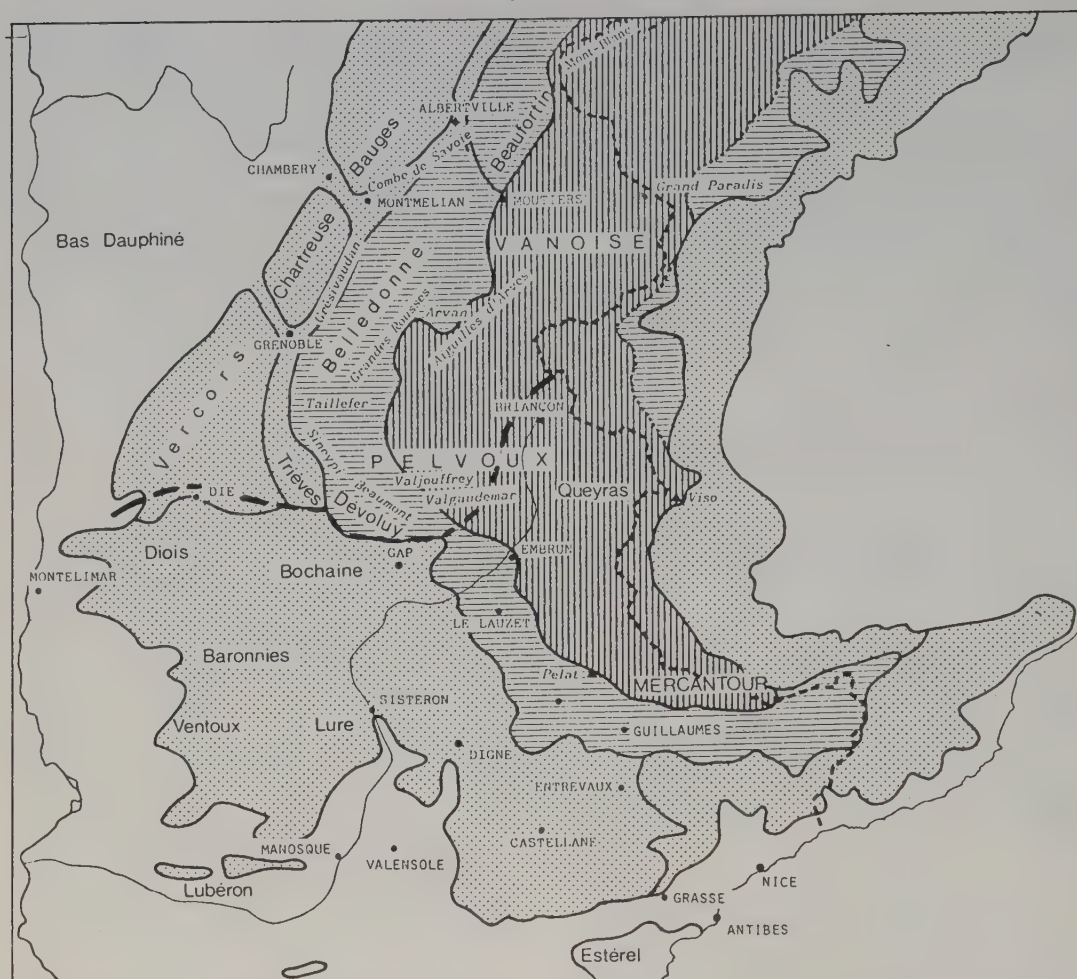 Mont-Blanc
ALBERTVILLE
Bauges
Beaufortin
Combe de Savoie
CHAMBERY
MONTMELIAN
MOUTIERS
Grand Paradis
Bas Dauphiné
Chartreuse
VANOISE
Grésivaudan
Belledonne
Grandes Rousses
Arvan
Aiguilles d'Arves
GRENOBLE
Vercors
Taillefer
BRIANÇON
PELVOUX
Valjouffrey
Valgaudemar
Queyras
Viso
Trièves
Beaumont
Dévoluy
DIE
Diois
Bochaine
GAP
EMBRUN
MONTELIMAR
LE LAUZET
Baronnies
Pelat
MERCANTOUR
Ventoux
Lure
SISTERON
GUILLAUMES
DIGNE
ENTREVAUX
CASTELLANE
MANOSQUE
VALENSOLE
Lubéron
NICE
GRASSE
ANTIBES
Estérel